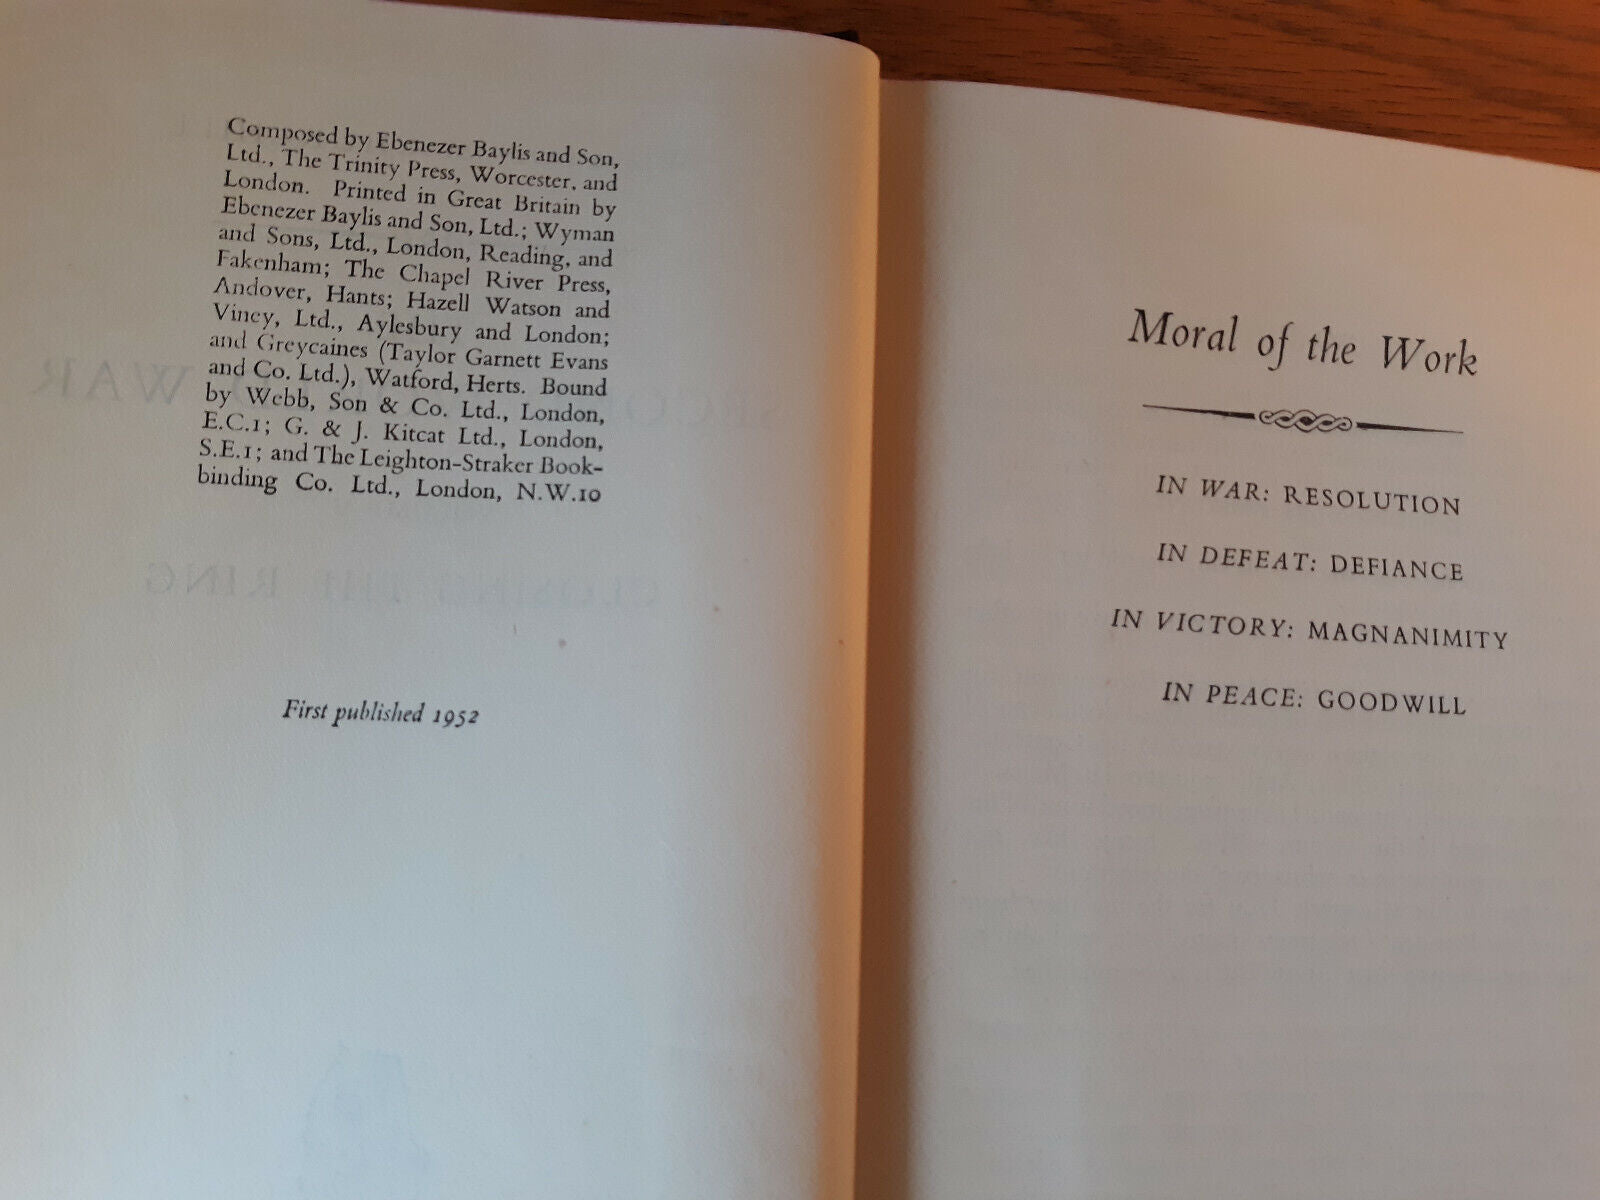 Composed by Ebenezer Baylis and Son,
Ltd., The Trinity Press, Worcester, and
London. Printed in Great Britain by
Ebenezer Baylis and Son, Ltd.; Wyman
and Sons, Ltd., London, Reading, and
Fakenham; The Chapel River Press,
Andover, Hants; Hazell Watson and
Viney, Ltd., Aylesbury and London;
and Greycaines (Taylor Garnett Evans
and Co. Ltd.), Watford, Herts. Bound
by Webb, Son & Co. Ltd., London,
E.C.1; G. & J. Kitcat Ltd., London,
S.E.1; and The Leighton-Straker Book-
binding Co. Ltd., London, N.W.10
First published 1952
Moral of the Work
IN WAR: RESOLUTION
IN DEFEAT: DEFIANCE
IN VICTORY: MAGNANIMITY
IN PEACE: GOODWILL